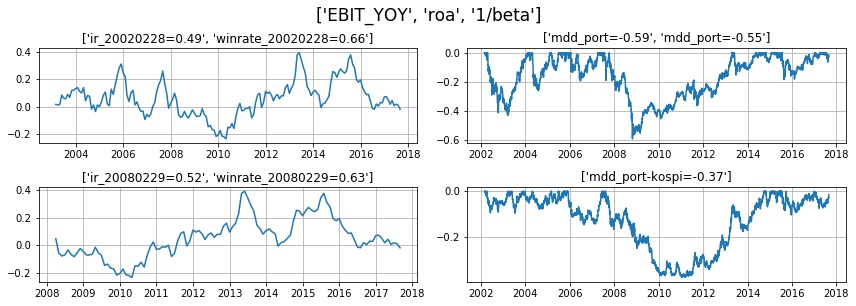 ['EBIT_YOY', 'roa', '1/beta']
['ir_20020228=0.49', 'winrate_20020228=0.66']
0.4
0.2
0.0
−0.2
2004 2006 2008 2010 2012 2014 2016 2018
['mdd_port=-0.59', 'mdd_port=-0.55']
0.0
−0.2
−0.4
−0.6
2002 2004 2006 2008 2010 2012 2014 2016 2018
['ir_20080229=0.52', 'winrate_20080229=0.63']
0.4
0.2
0.0
−0.2
2008 2009 2010 2011 2012 2013 2014 2015 2016 2017 2018
['mdd_port-kospi=-0.37']
0.0
−0.2
2002 2004 2006 2008 2010 2012 2014 2016 2018